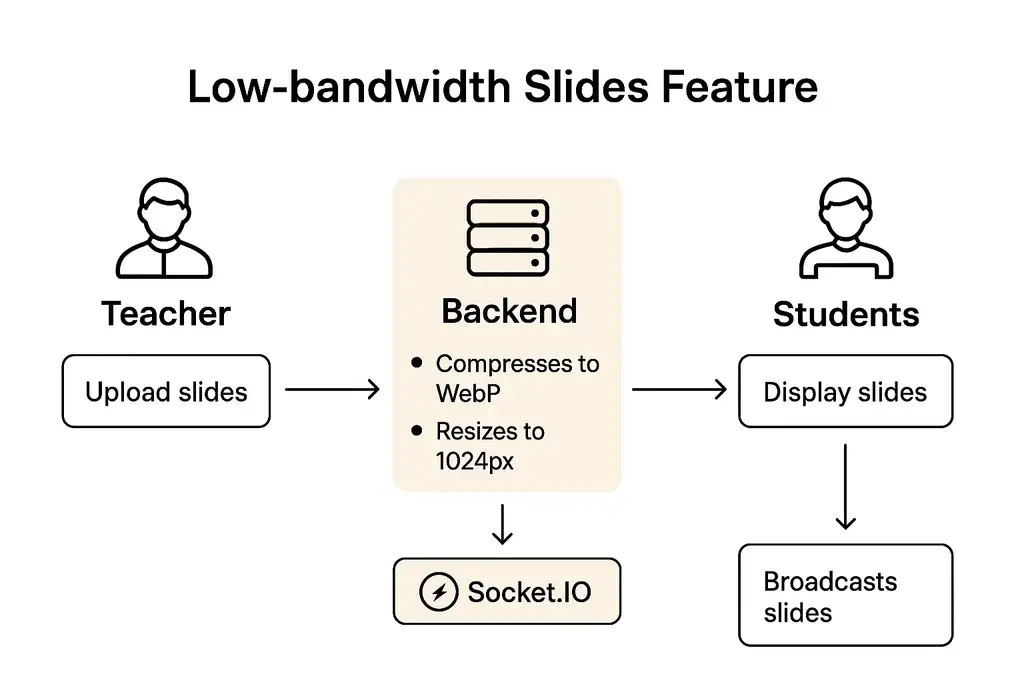 Low-bandwidth Slides Feature
Teacher
Upload slides
Backend
• Compresses to
WebP
• Resizes to
1024px
Socket.IO
Students
Display slides
Broadcasts
slides